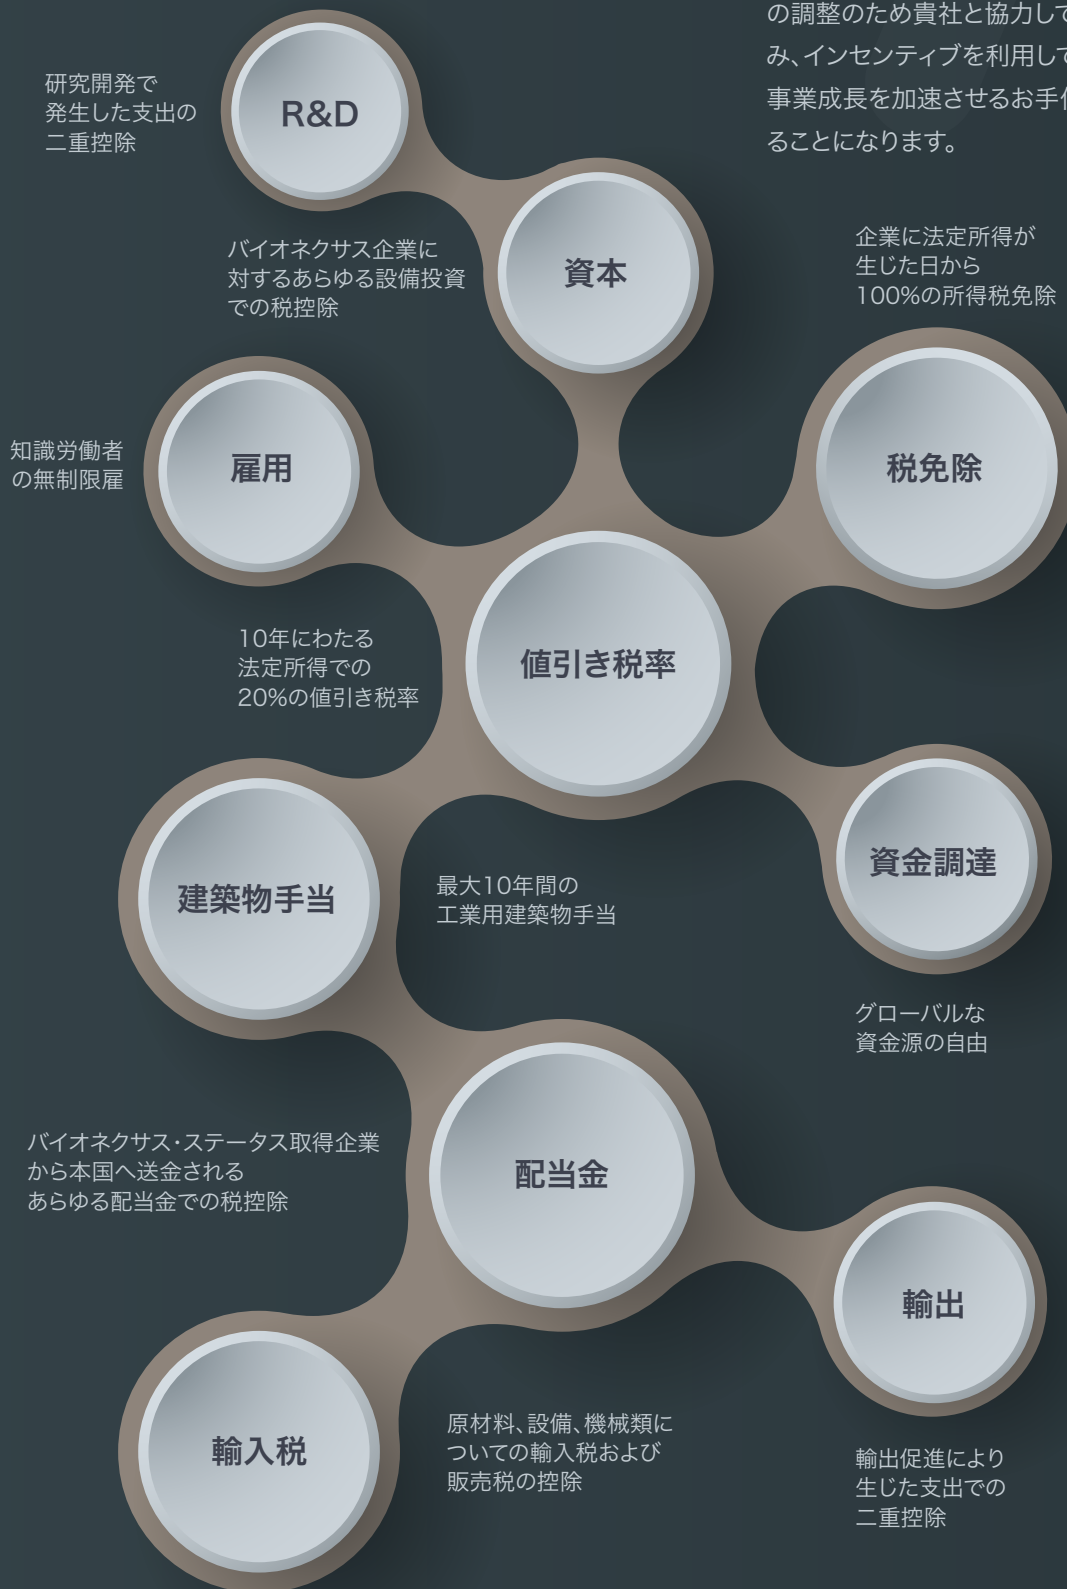 の調整のため貴社と協力して
み、インセンティブを利用して
事業成長を加速させるお手
ることになります。
研究開発で
発生した支出の
二重控除
R&D
バイオネクサス企業に
対するあらゆる設備投資
での税控除
資本
企業に法定所得が
生じた日から
100%の所得税免除
税免除
知識労働者
の無制限雇
雇用
10年にわたる
法定所得での
20%の値引き税率
値引き税率
建築物手当
最大10年間の
工業用建築物手当
資金調達
グローバルな
資金源の自由
バイオネクサス・ステータス取得企業
から本国へ送金される
あらゆる配当金での税控除
配当金
輸出
輸出促進により
生じた支出での
二重控除
輸入税
原材料、設備、機械類に
ついての輸入税および
販売税の控除